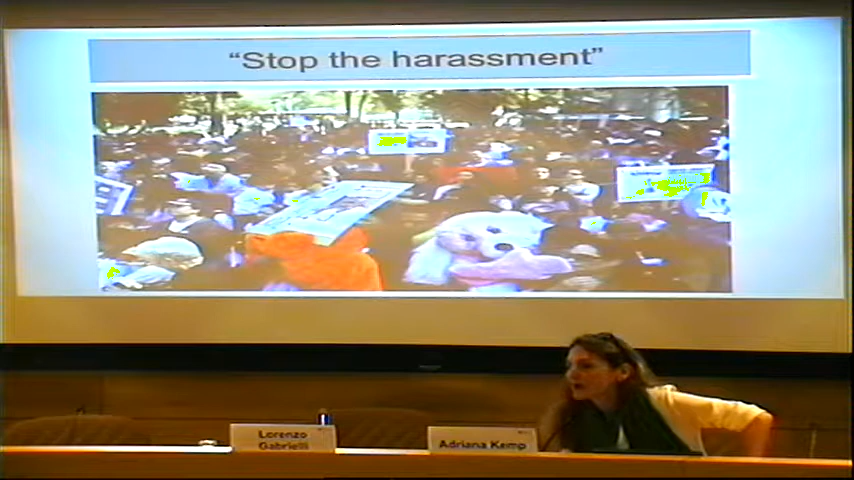 “Stop the harassment”
Lorenzo
Gabrielli
Adriana Kemp